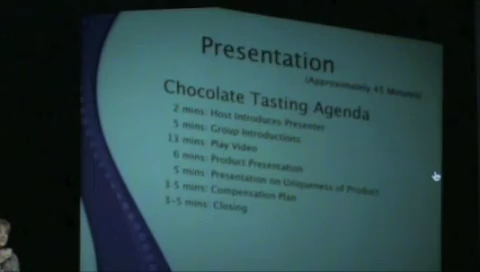 Presentation
(Approximately 45 Minutes)
Chocolate Tasting Agenda
2 mins: Host Introduces Presenter
5 mins: Group Introductions
13 mins: Play Video
6 mins: Product Presentation
5 mins: Presentation on Uniqueness of Product
3-5 mins: Compensation Plan
3-5 mins: Closing